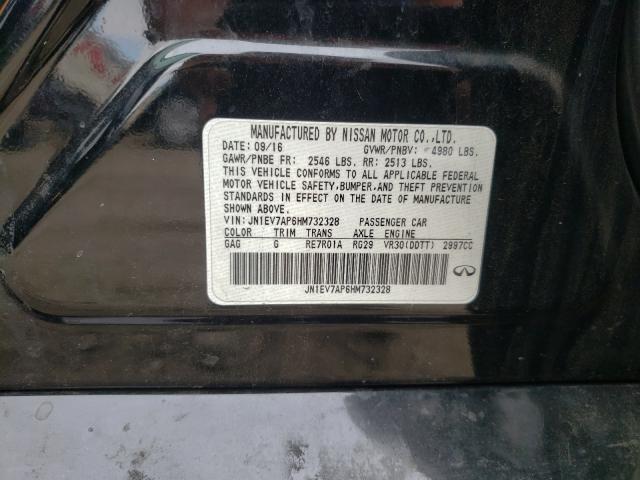 MANUFACTURED BY NISSAN MOTOR CO.,LTD.
DATE: 09/16 GVWR/PNBV: 4980 LBS.
GAWR/PNBE FR: 2546 LBS. RR: 2513 LBS.
THIS VEHICLE CONFORMS TO ALL APPLICABLE FEDERAL
MOTOR VEHICLE SAFETY,BUMPER,AND THEFT PREVENTION
STANDARDS IN EFFECT ON THE DATE OF MANUFACTURE
SHOWN ABOVE.
VIN: JN1EV7AP6HM732328 PASSENGER CAR
COLOR TRIM TRANS AXLE ENGINE
GAG G RE7R01A RG29 VR30(DDTT) 2997CC
JN1EV7AP6HM732328